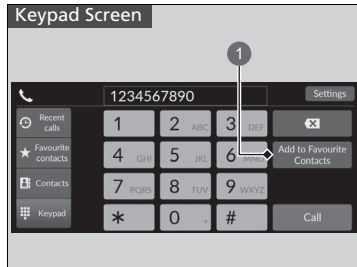 Keypad Screen
1
1234567890
Settings
Recent
calls
1
2 ABC
3 DEF
Favourite
contacts
4 GHI
5 JKL
6 MNO
Add to Favourite
Contacts
Contacts
7 PQRS
8 TUV
9 WXYZ
Keypad
*
0 +
#
Call